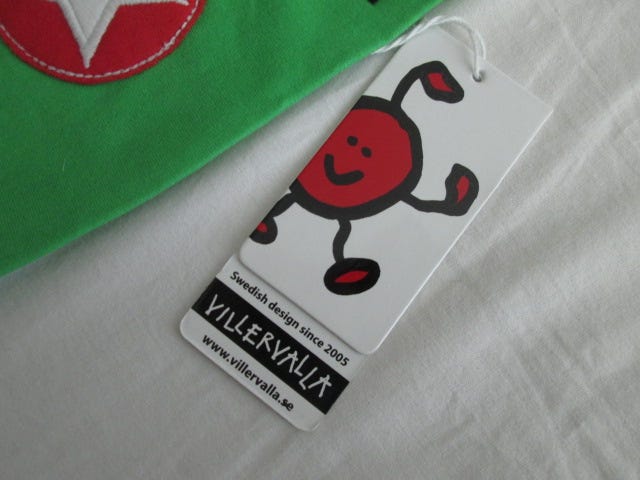 Swedish design since 2005
VILLERVALLA
www.villervalla.se